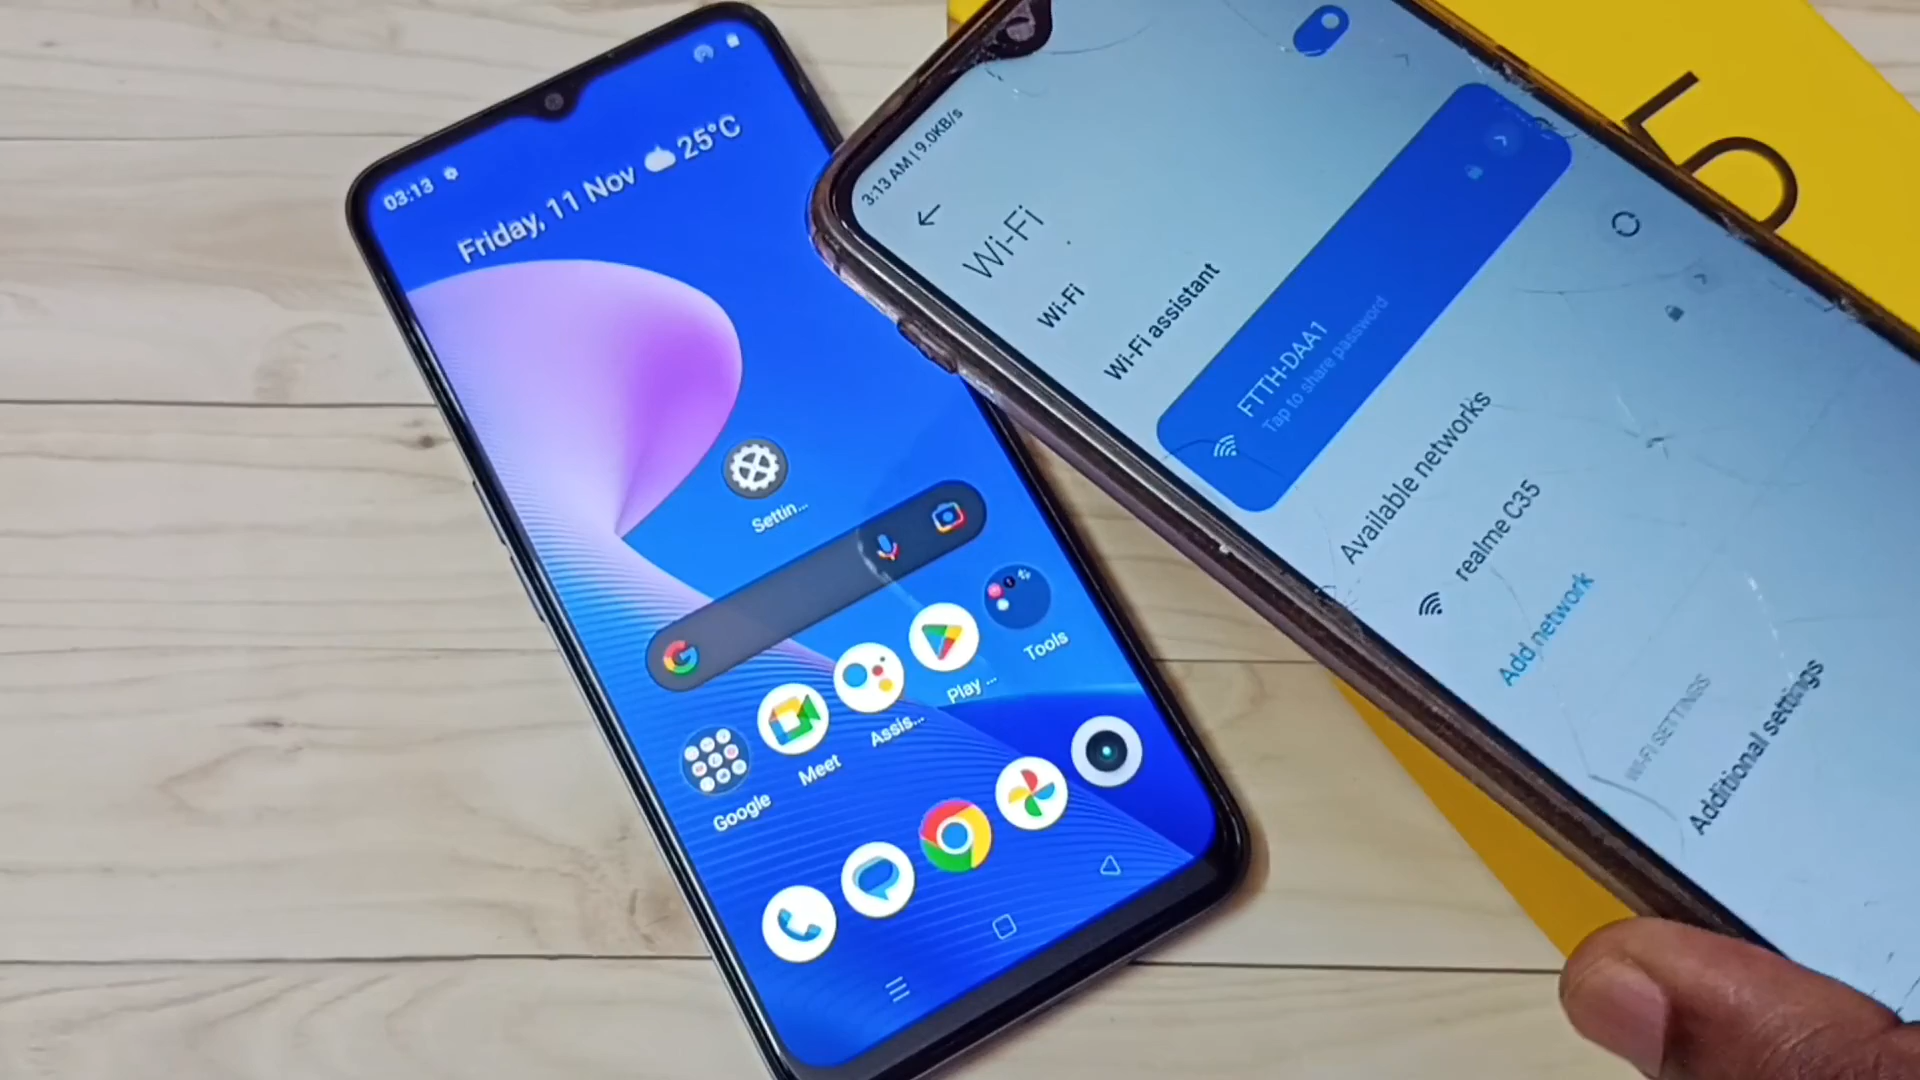 03:13
Friday, 11 Nov 25°C
Settin...
Google
Meet
Assis...
Play ...
Tools
3:13 AM | 9.0KB/s
Wi-Fi
Wi-Fi
Wi-Fi assistant
FTTH-DAA1
Tap to share password
Available networks
realme C35
Add network
WI-FI SETTINGS
Additional settings